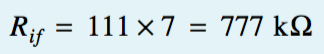 R_if = 111 × 7 = 777 kΩ